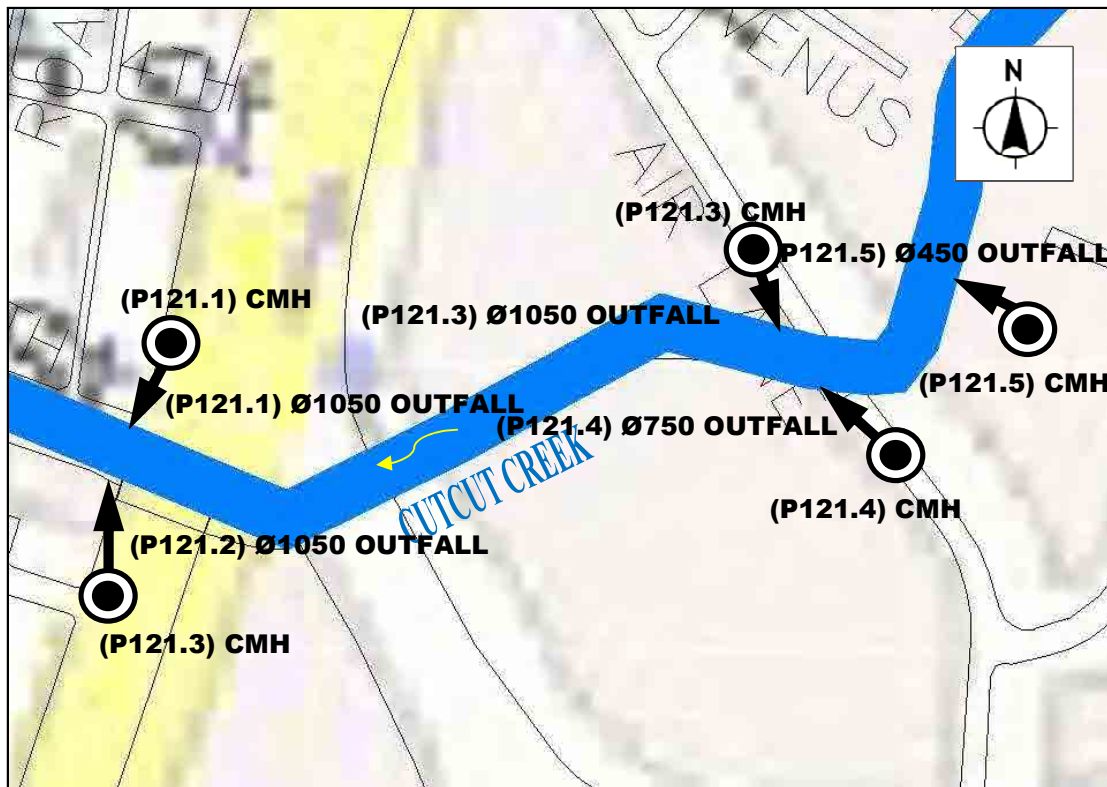 VENUS
N
AIR
(P121.3) CMH
P121.5) Ø450 OUTFALL
(P121.1) CMH
(P121.3) Ø1050 OUTFALL
(P121.5) CMH
(P121.1) Ø1050 OUTFALL
(P121.4) Ø750 OUTFALL
CUTCUT CREEK
(P121.4) CMH
(P121.2) Ø1050 OUTFALL
(P121.3) CMH